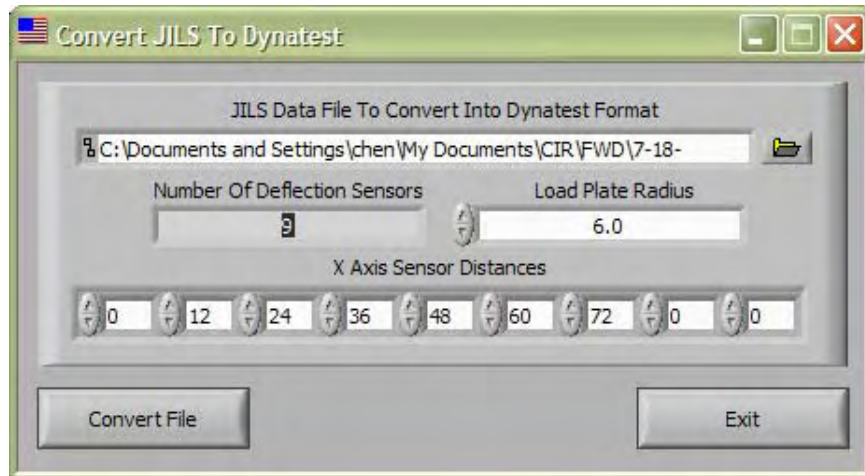 Convert JILS To Dynatest
JILS Data File To Convert Into Dynatest Format
C:\Documents and Settings\chen\My Documents\CIR\FWD\7-18-
Number Of Deflection Sensors Load Plate Radius
9 6.0
X Axis Sensor Distances
0 12 24 36 48 60 72 0 0
Convert File Exit